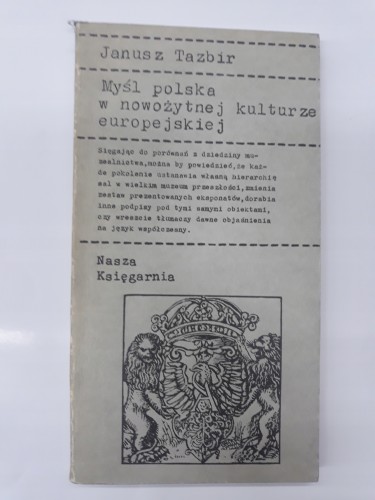 Janusz Tazbir
Myśl polska
w nowożytnej kulturze
europejskiej
Sięgając do porównań z dziedziny mu-
zealnictwa, można by powiedzieć, że każ-
de pokolenie ustanawia własną hierarchię
sal w wielkim muzeum przeszłości, zmienia
zestaw prezentowanych eksponatów, dorabia
inne podpisy pod tymi samymi obiektami,
czy wreszcie tłumaczy dawne objaśnienia
na język współczesny.
Nasza
Księgarnia